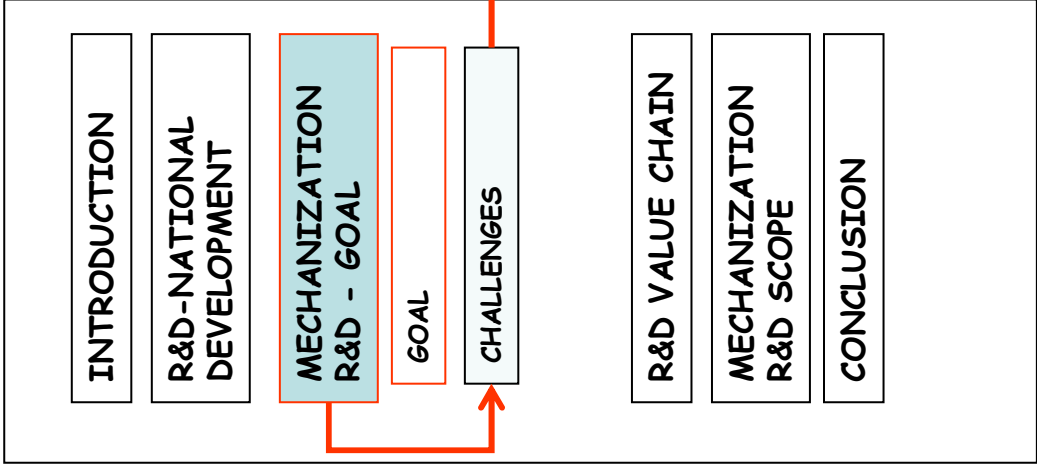 INTRODUCTION
R&D-NATIONAL
DEVELOPMENT
MECHANIZATION
R&D - GOAL
GOAL
CHALLENGES
R&D VALUE CHAIN
MECHANIZATION
R&D SCOPE
CONCLUSION